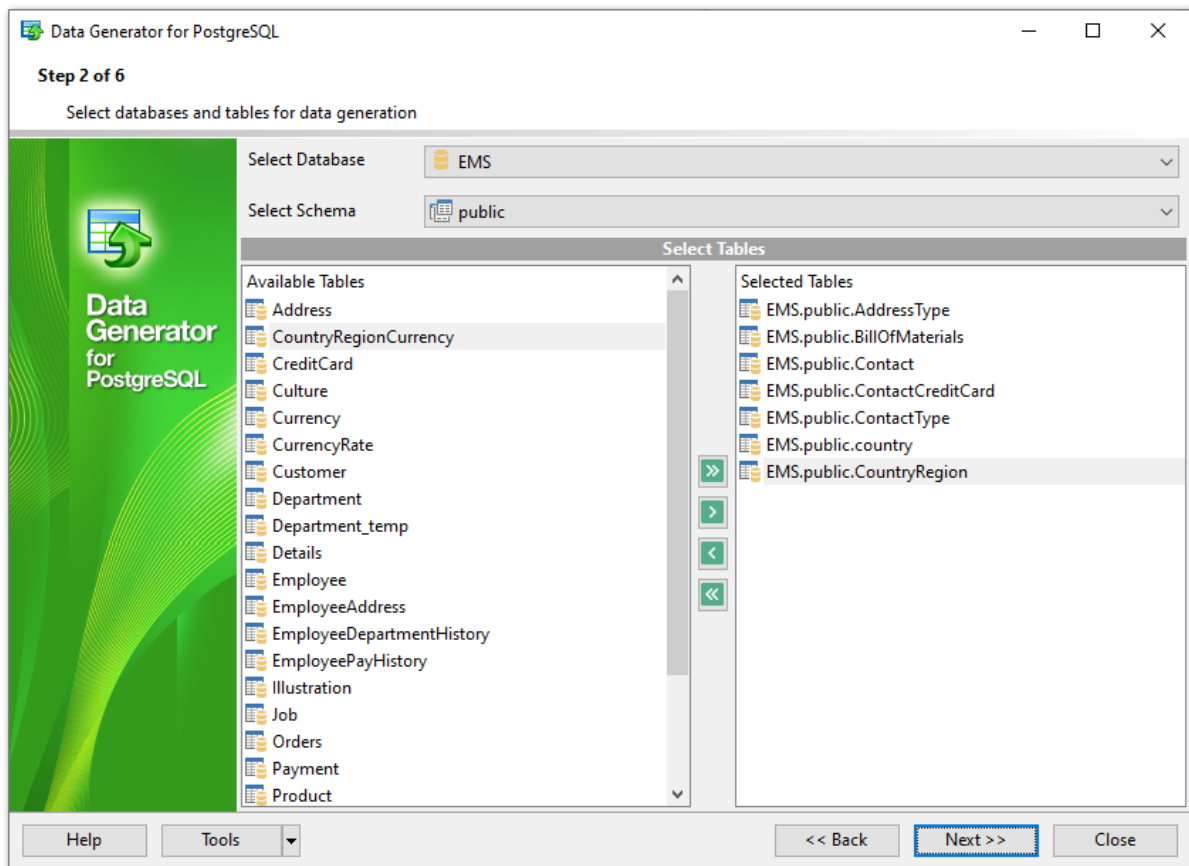 Data Generator for PostgreSQL
Step 2 of 6
Select databases and tables for data generation
Data
Generator
for
PostgreSQL
Select Database
EMS
Select Schema
public
Select Tables
Available Tables
Address
CountryRegionCurrency
CreditCard
Culture
Currency
CurrencyRate
Customer
Department
Department_temp
Details
Employee
EmployeeAddress
EmployeeDepartmentHistory
EmployeePayHistory
Illustration
Job
Orders
Payment
Product
Selected Tables
EMS.public.AddressType
EMS.public.BillOfMaterials
EMS.public.Contact
EMS.public.ContactCreditCard
EMS.public.ContactType
EMS.public.country
EMS.public.CountryRegion
Help
Tools
<< Back
Next >>
Close